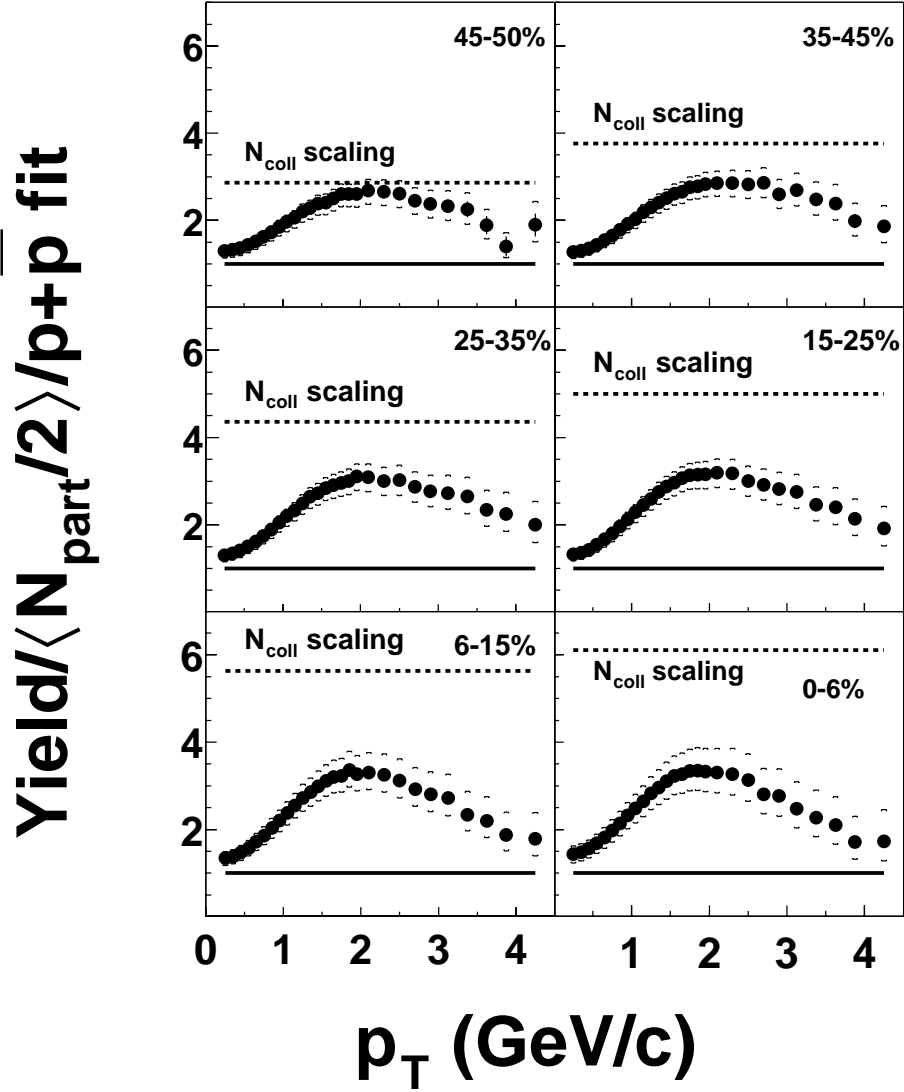 Yield/⟨N_part/2⟩/p+p̅ fit
6
4
2
45-50%
N_coll scaling
35-45%
N_coll scaling
6
4
2
25-35%
N_coll scaling
15-25%
N_coll scaling
6
4
2
N_coll scaling
6-15%
N_coll scaling
0-6%
0 1 2 3 4 1 2 3 4
p_T (GeV/c)